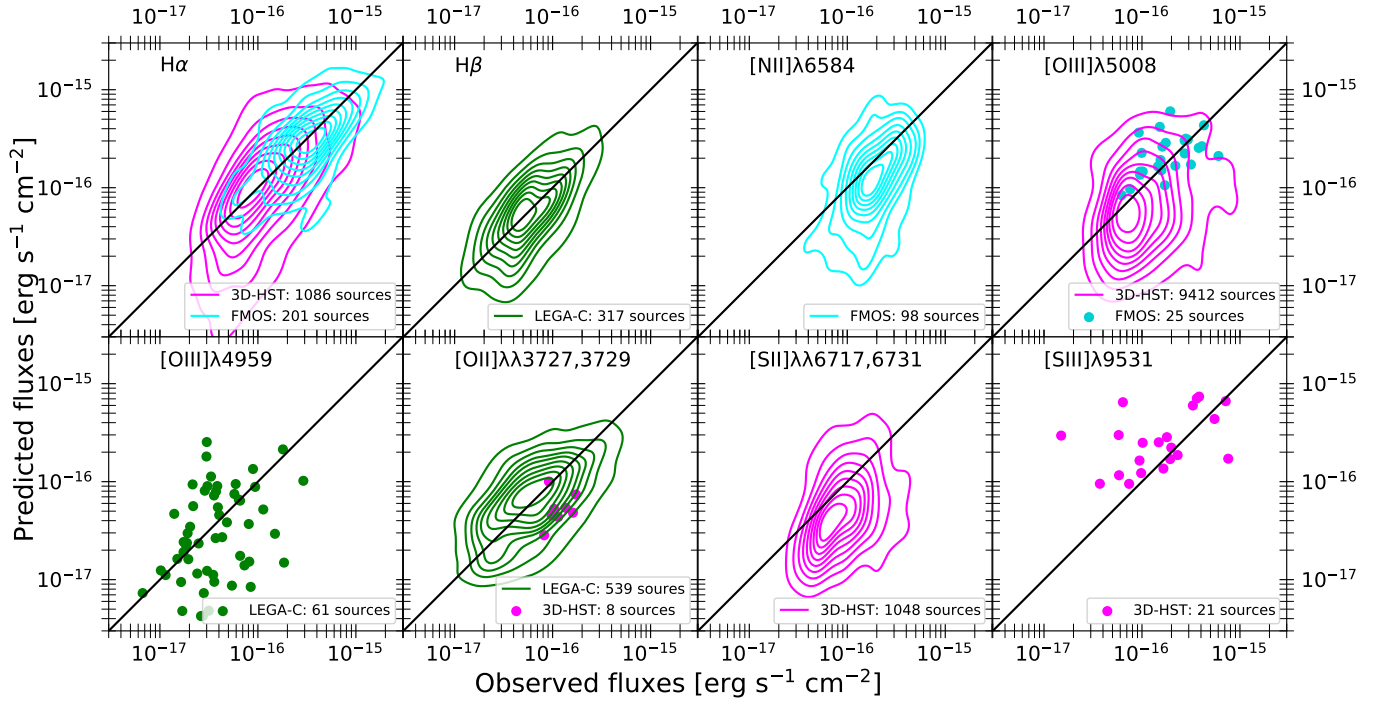 10⁻¹⁷ 10⁻¹⁶ 10⁻¹⁵ 10⁻¹⁷ 10⁻¹⁶ 10⁻¹⁵ 10⁻¹⁷ 10⁻¹⁶ 10⁻¹⁵ 10⁻¹⁷ 10⁻¹⁶ 10⁻¹⁵
Predicted fluxes [erg s⁻¹ cm⁻²]
10⁻¹⁵
10⁻¹⁶
10⁻¹⁷
Hα
3D-HST: 1086 sources
FMOS: 201 sources
Hβ
LEGA-C: 317 sources
[NII]λ6584
FMOS: 98 sources
[OIII]λ5008
3D-HST: 9412 sources
FMOS: 25 sources
10⁻¹⁵
10⁻¹⁶
10⁻¹⁷
10⁻¹⁵
10⁻¹⁶
10⁻¹⁷
[OIII]λ4959
LEGA-C: 61 sources
[OII]λλ3727,3729
LEGA-C: 539 soures
3D-HST: 8 sources
[SII]λλ6717,6731
3D-HST: 1048 sources
[SIII]λ9531
3D-HST: 21 sources
10⁻¹⁵
10⁻¹⁶
10⁻¹⁷
10⁻¹⁷ 10⁻¹⁶ 10⁻¹⁵ 10⁻¹⁷ 10⁻¹⁶ 10⁻¹⁵ 10⁻¹⁷ 10⁻¹⁶ 10⁻¹⁵ 10⁻¹⁷ 10⁻¹⁶ 10⁻¹⁵
Observed fluxes [erg s⁻¹ cm⁻²]